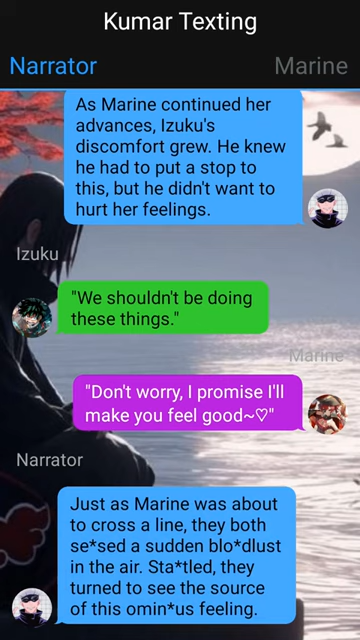 Kumar Texting
Narrator
Marine
As Marine continued her
advances, Izuku's
discomfort grew. He knew
he had to put a stop to
this, but he didn't want to
hurt her feelings.
Izuku
"We shouldn't be doing
these things."
Marine
"Don't worry, I promise I'll
make you feel good~♡"
Narrator
Just as Marine was about
to cross a line, they both
se*sed a sudden blo*dlust
in the air. Sta*tled, they
turned to see the source
of this omin*us feeling.